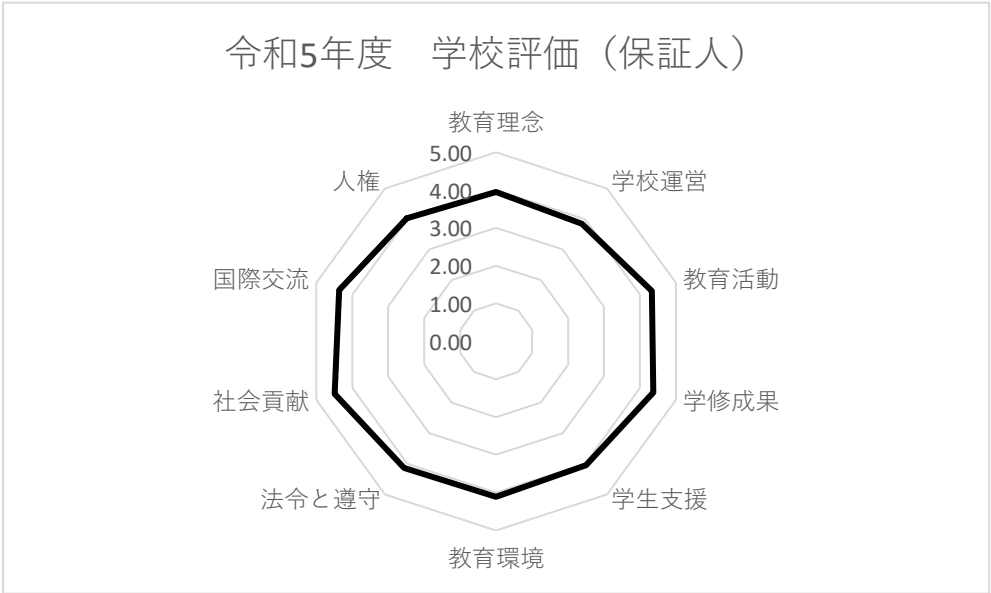 令和5年度　学校評価（保証人）
教育理念
学校運営
教育活動
学修成果
学生支援
教育環境
法令と遵守
社会貢献
国際交流
人権
5.00
4.00
3.00
2.00
1.00
0.00